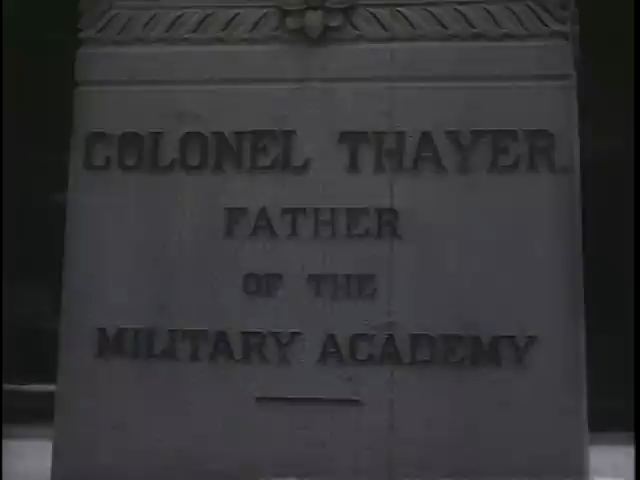 COLONEL THAYER.
FATHER
OF THE
MILITARY ACADEMY